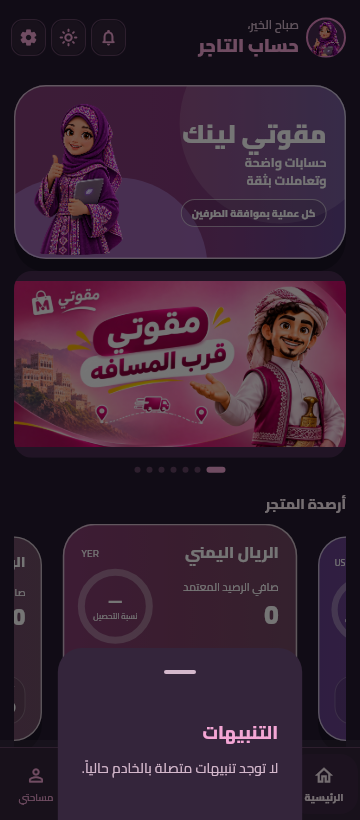 صباح الخير،
حساب التاجر
مقوتي لينك
حسابات واضحة
وتعاملات بثقة
كل عملية بموافقة الطرفين
مقوتي
مقوتي
قرب المسافه
أرصدة المتجر
الريال اليمني
YER
صافي الرصيد المعتمد
0
—
نسبة التحصيل
US
0
التنبيهات
لا توجد تنبيهات متصلة بالخادم حالياً.
الرئيسية
مساحتي